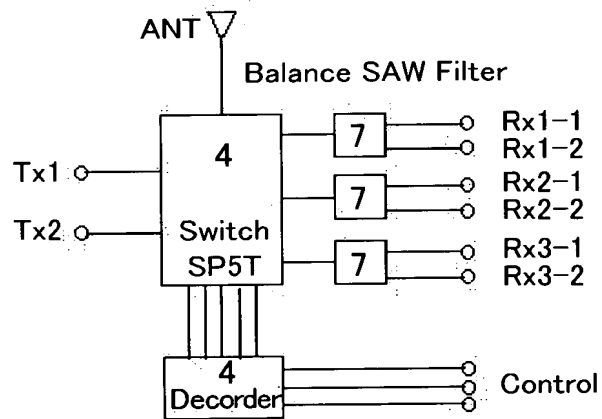 ANT
Balance SAW Filter
4
7
Rx1-1
Rx1-2
Tx1
7
Rx2-1
Rx2-2
Tx2
Switch
SP5T
7
Rx3-1
Rx3-2
4
Decorder
Control